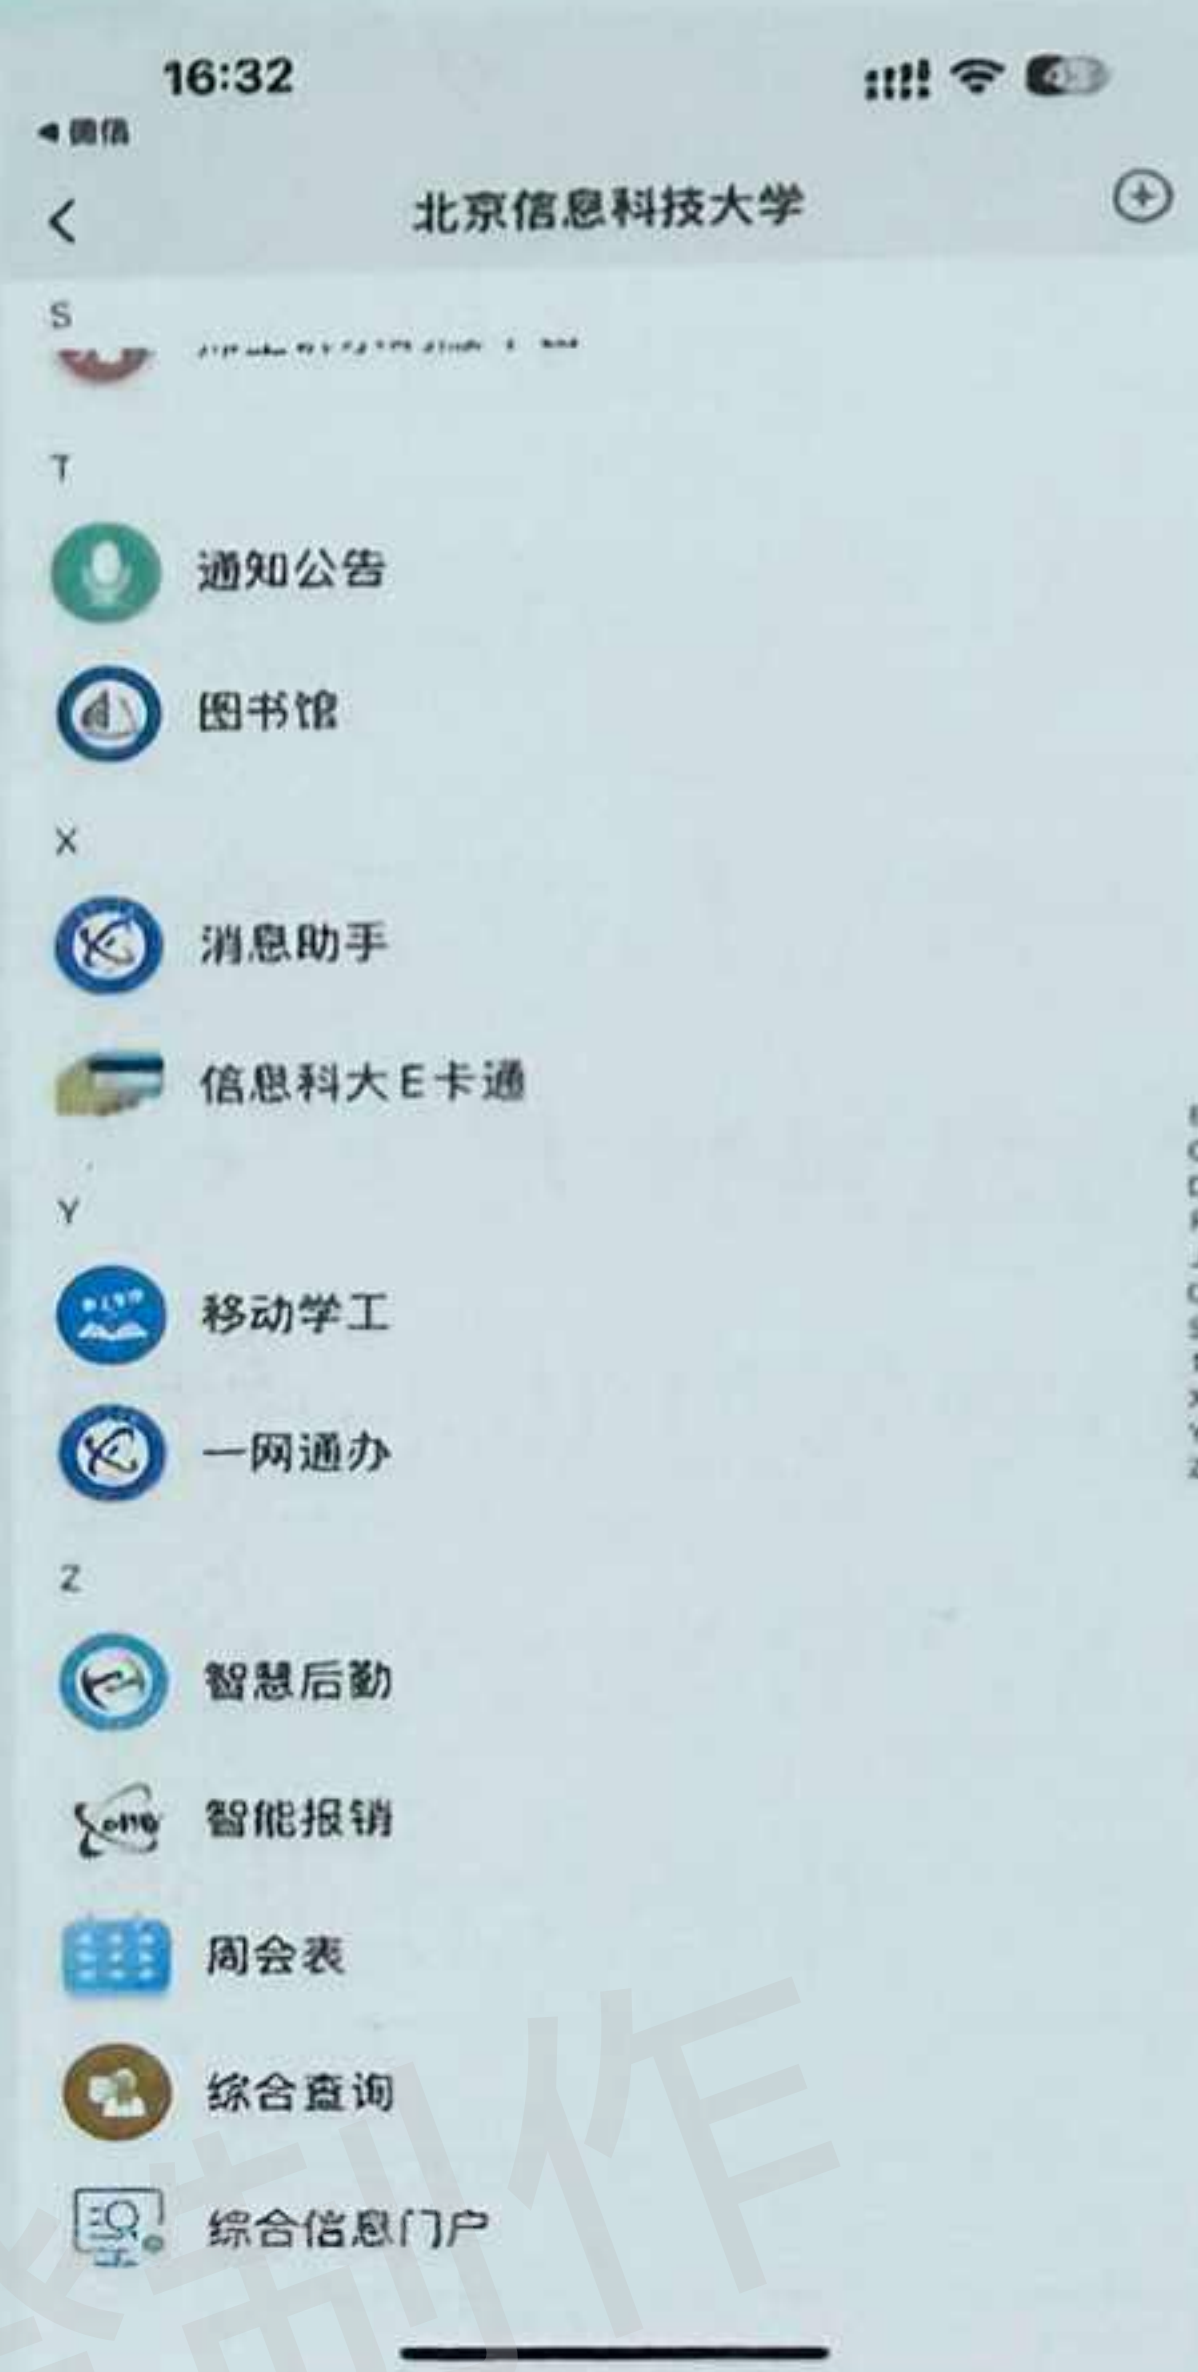 16:32
微信
北京信息科技大学
S
T
通知公告
图书馆
X
消息助手
信息科大E卡通
Y
移动学工
一网通办
Z
智慧后勤
智能报销
周会表
综合查询
综合信息门户
制作